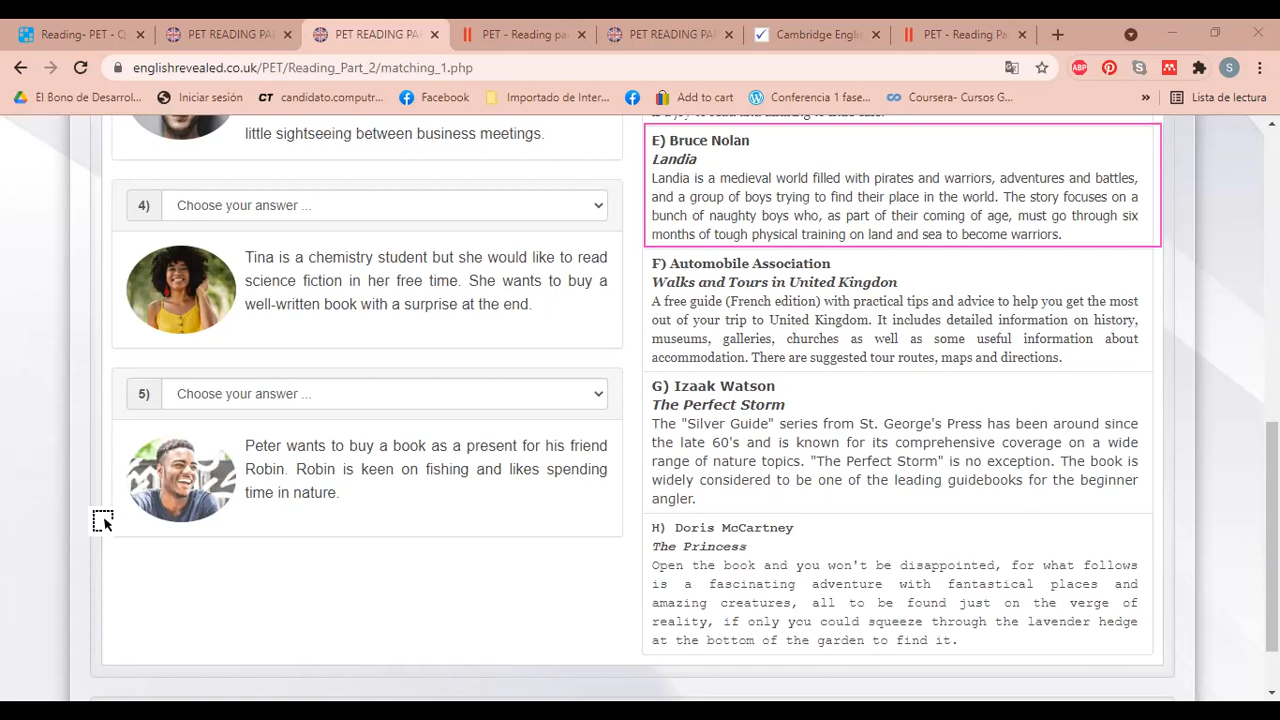 Reading- PET - Q
PET READING PA
PET READING PA
PET - Reading pa
PET READING PA
Cambridge Engli
PET - Reading Pa
englishrevealed.co.uk/PET/Reading_Part_2/matching_1.php
ABP
S
El Bono de Desarrol...
Iniciar sesión
CT candidato.computr...
Facebook
Importado de Inter...
Add to cart
Conferencia 1 fase...
Coursera- Cursos G...
»
Lista de lectura
little sightseeing between business meetings.
4) Choose your answer ...
Tina is a chemistry student but she would like to read
science fiction in her free time. She wants to buy a
well-written book with a surprise at the end.
5) Choose your answer ...
Peter wants to buy a book as a present for his friend
Robin. Robin is keen on fishing and likes spending
time in nature.
E) Bruce Nolan
Landia
Landia is a medieval world filled with pirates and warriors, adventures and battles,
and a group of boys trying to find their place in the world. The story focuses on a
bunch of naughty boys who, as part of their coming of age, must go through six
months of tough physical training on land and sea to become warriors.
F) Automobile Association
Walks and Tours in United Kingdon
A free guide (French edition) with practical tips and advice to help you get the most
out of your trip to United Kingdom. It includes detailed information on history,
museums, galleries, churches as well as some useful information about
accommodation. There are suggested tour routes, maps and directions.
G) Izaak Watson
The Perfect Storm
The "Silver Guide" series from St. George's Press has been around since
the late 60's and is known for its comprehensive coverage on a wide
range of nature topics. "The Perfect Storm" is no exception. The book is
widely considered to be one of the leading guidebooks for the beginner
angler.
H) Doris McCartney
The Princess
Open the book and you won't be disappointed, for what follows
is a fascinating adventure with fantastical places and
amazing creatures, all to be found just on the verge of
reality, if only you could squeeze through the lavender hedge
at the bottom of the garden to find it.